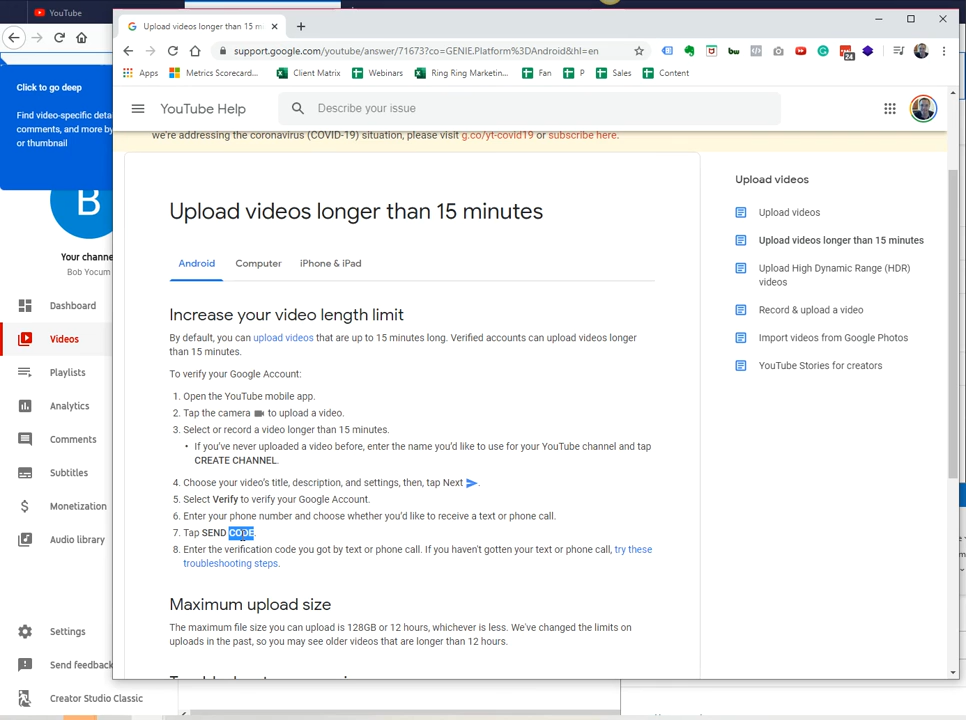 YouTube
Click to go deep
Find video-specific deta
comments, and more by
or thumbnail
B
Your channe
Bob Yocum
Dashboard
Videos
Playlists
Analytics
Comments
Subtitles
Monetization
Audio library
Settings
Send feedback
Creator Studio Classic
Upload videos longer than 15 m
support.google.com/youtube/answer/71673?co=GENIE.Platform%3DAndroid&hl=en
24
Apps
Metrics Scorecard...
Client Matrix
Webinars
Ring Ring Marketin...
Fan
P
Sales
Content
YouTube Help
Describe your issue
we're addressing the coronavirus (COVID-19) situation, please visit g.co/yt-covid19 or subscribe here.
Upload videos longer than 15 minutes
Android
Computer
iPhone & iPad
Increase your video length limit
By default, you can upload videos that are up to 15 minutes long. Verified accounts can upload videos longer
than 15 minutes.
To verify your Google Account:
1. Open the YouTube mobile app.
2. Tap the camera to upload a video.
3. Select or record a video longer than 15 minutes.
• If you've never uploaded a video before, enter the name you'd like to use for your YouTube channel and tap
CREATE CHANNEL.
4. Choose your video's title, description, and settings, then, tap Next .
5. Select Verify to verify your Google Account.
6. Enter your phone number and choose whether you'd like to receive a text or phone call.
7. Tap SEND CODE.
8. Enter the verification code you got by text or phone call. If you haven't gotten your text or phone call, try these
troubleshooting steps.
Maximum upload size
The maximum file size you can upload is 128GB or 12 hours, whichever is less. We've changed the limits on
uploads in the past, so you may see older videos that are longer than 12 hours.
Upload videos
Upload videos
Upload videos longer than 15 minutes
Upload High Dynamic Range (HDR)
videos
Record & upload a video
Import videos from Google Photos
YouTube Stories for creators